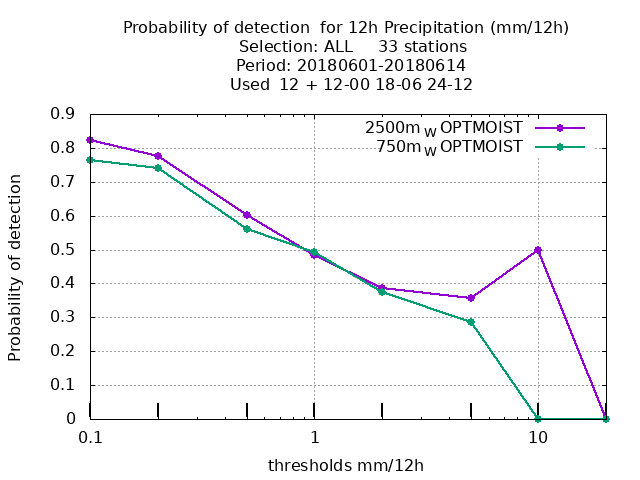 Probability of detection  for 12h Precipitation (mm/12h)
Selection: ALL     33 stations
Period: 20180601-20180614
Used  12 + 12-00 18-06 24-12
2500m W OPTMOIST
750m W OPTMOIST
Probability of detection
0.9
0.8
0.7
0.6
0.5
0.4
0.3
0.2
0.1
0
0.1 1 10
thresholds mm/12h